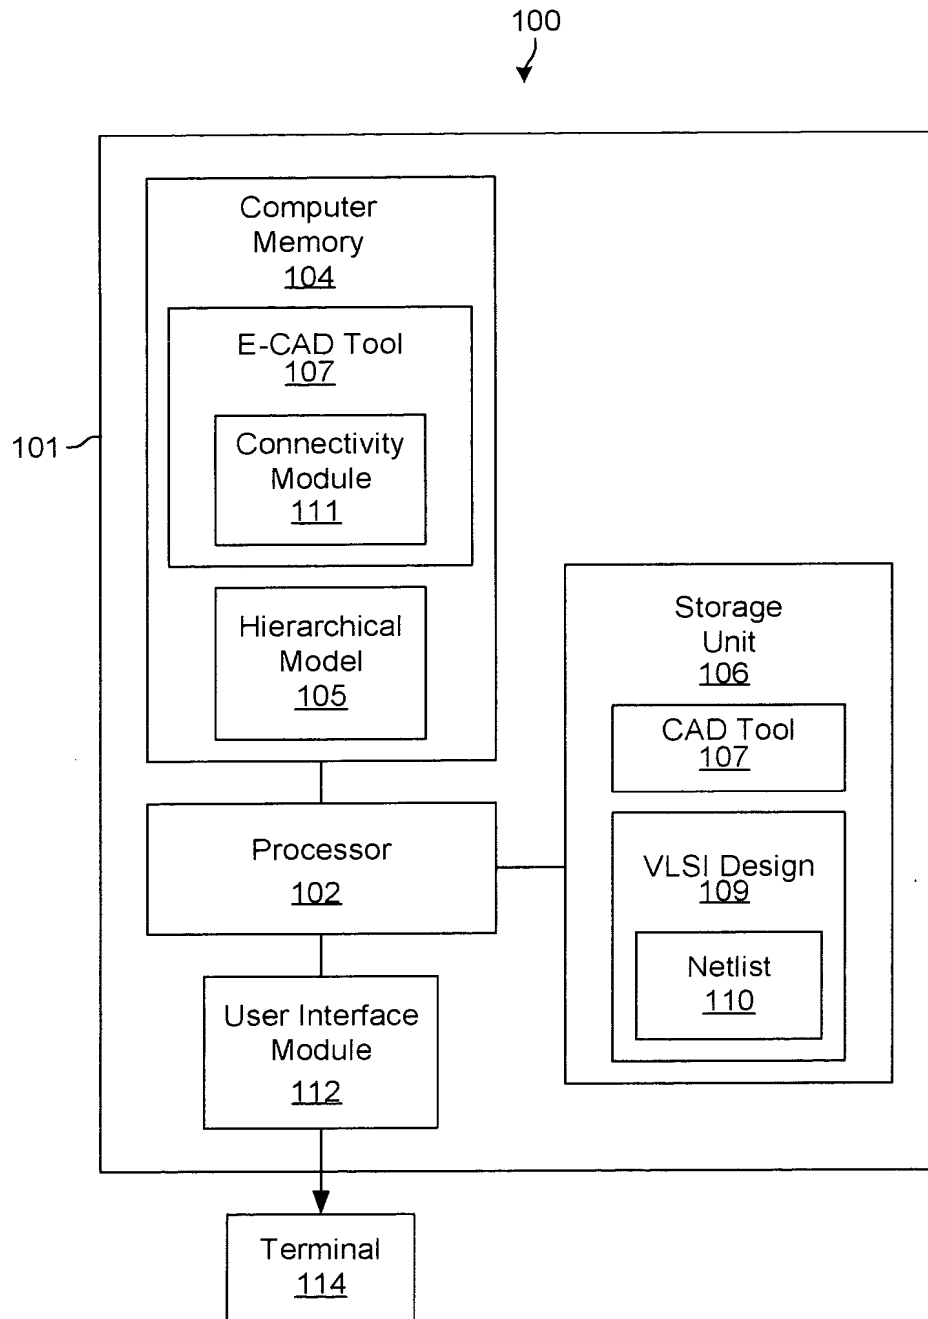 100
101
Computer
Memory
104
E-CAD Tool
107
Connectivity
Module
111
Hierarchical
Model
105
Processor
102
User Interface
Module
112
Storage
Unit
106
CAD Tool
107
VLSI Design
109
Netlist
110
Terminal
114